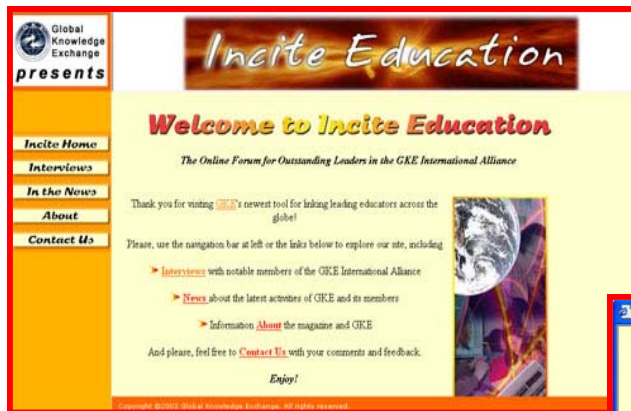 Global
Knowledge
Exchange
presents
Incite Education
Incite Home
Interviews
In the News
About
Contact Us
Welcome to Incite Education
The Online Forum for Outstanding Leaders in the GKE International Alliance
Thank you for visiting GKE's newest tool for linking leading educators across the
globe!
Please, use the navigation bar at left or the links below to explore our site, including
Interviews with notable members of the GKE International Alliance
News about the latest activities of GKE and its members
Information About the magazine and GKE
And please, feel free to Contact Us with your comments and feedback.
Enjoy!
Copyright ©2002 Global Knowledge Exchange. All rights reserved.